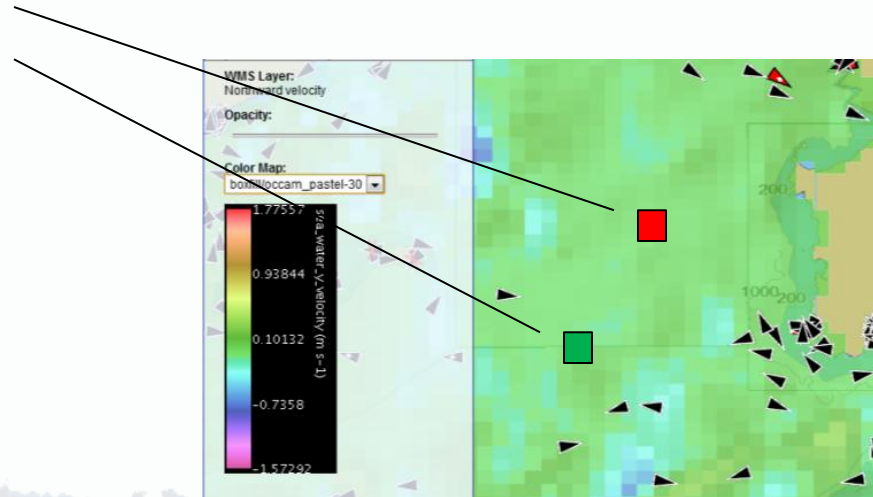 WMS Layer:
Northward velocity
Opacity:
Color Map:
boxfill/occam_pastel-30
1.77557
0.93844
0.10132
-0.7358
-1.57292
sea_water_y_velocity (m s-1)
200
1000
200